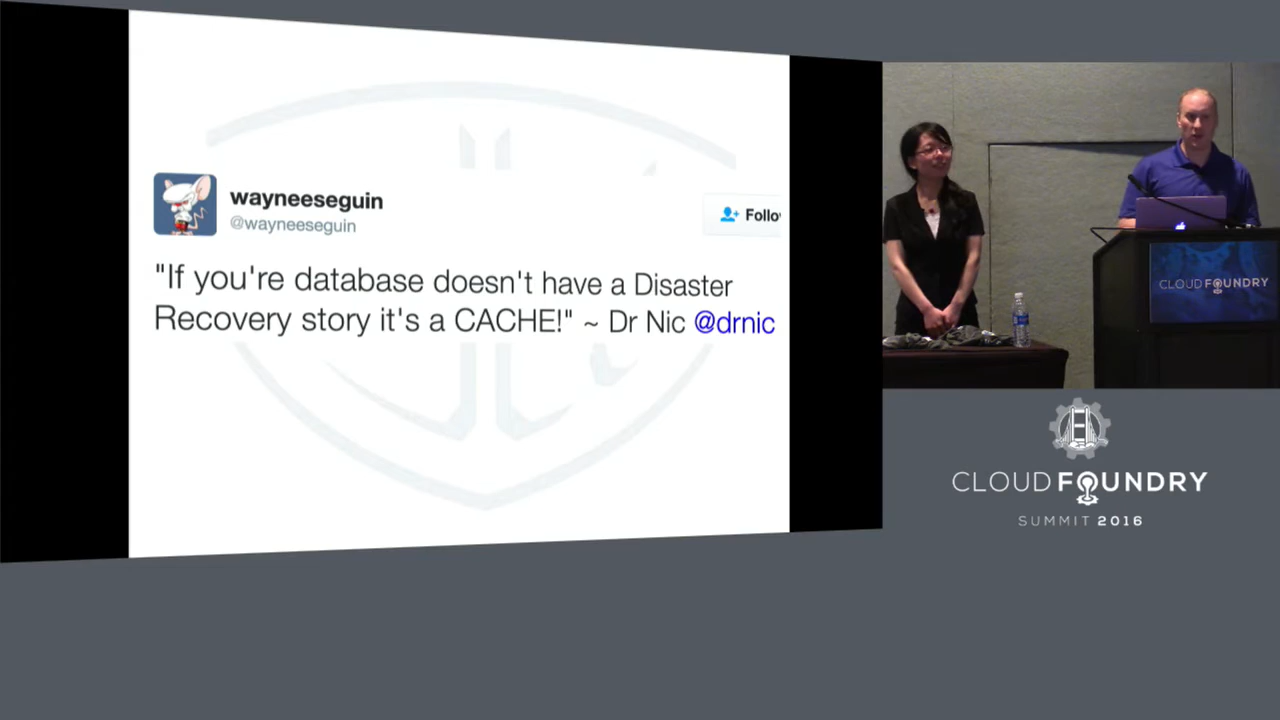 wayneeseguin
@wayneeseguin
Follo
"If you're database doesn't have a Disaster
Recovery story it's a CACHE!" ~ Dr Nic @drnic
CLOUD FOUNDRY
CLOUD FOUNDRY
SUMMIT 2016